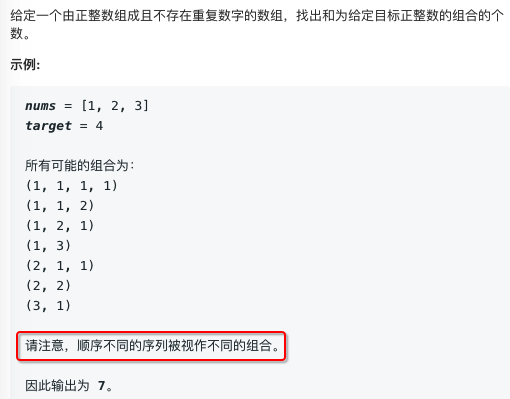 给定一个由正整数组成且不存在重复数字的数组，找出和为给定目标正整数的组合的个
数。
示例:
nums = [1, 2, 3]
target = 4
所有可能的组合为：
(1, 1, 1, 1)
(1, 1, 2)
(1, 2, 1)
(1, 3)
(2, 1, 1)
(2, 2)
(3, 1)
请注意，顺序不同的序列被视作不同的组合。
因此输出为 7。